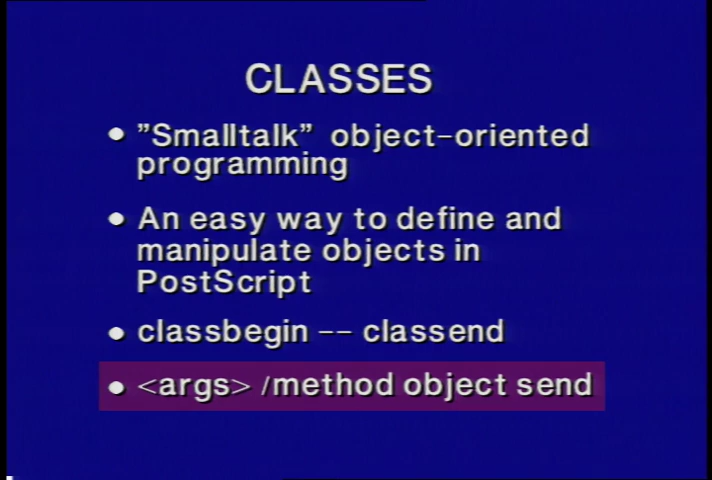 CLASSES
• "Smalltalk" object-oriented
programming
• An easy way to define and
manipulate objects in
PostScript
• classbegin -- classend
• <args> /method object send